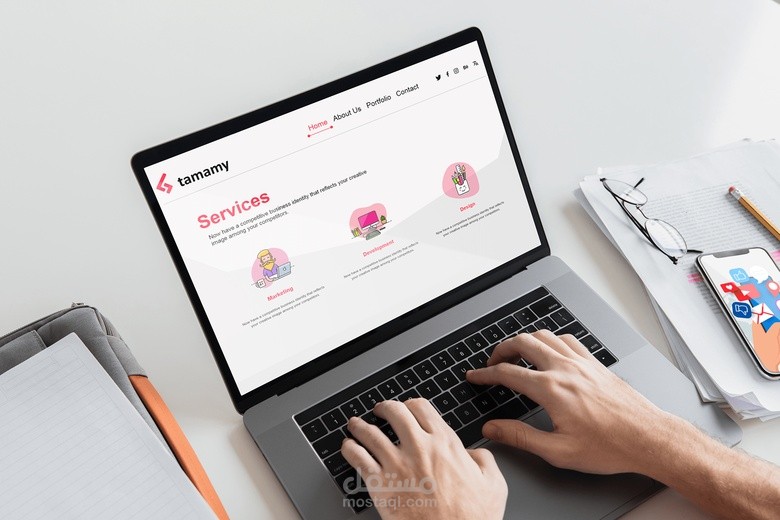 tamamy
Home About Us Portfolio Contact
Services
Now have a competitive business identity that reflects your creative
image among your competitors.
Marketing
Now have a competitive business identity that reflects
your creative image among your competitors.
Development
Now have a competitive business identity that reflects
your creative image among your competitors.
Design
Now have a competitive business identity that reflects
your creative image among your competitors.
مستقل
mostaql.com